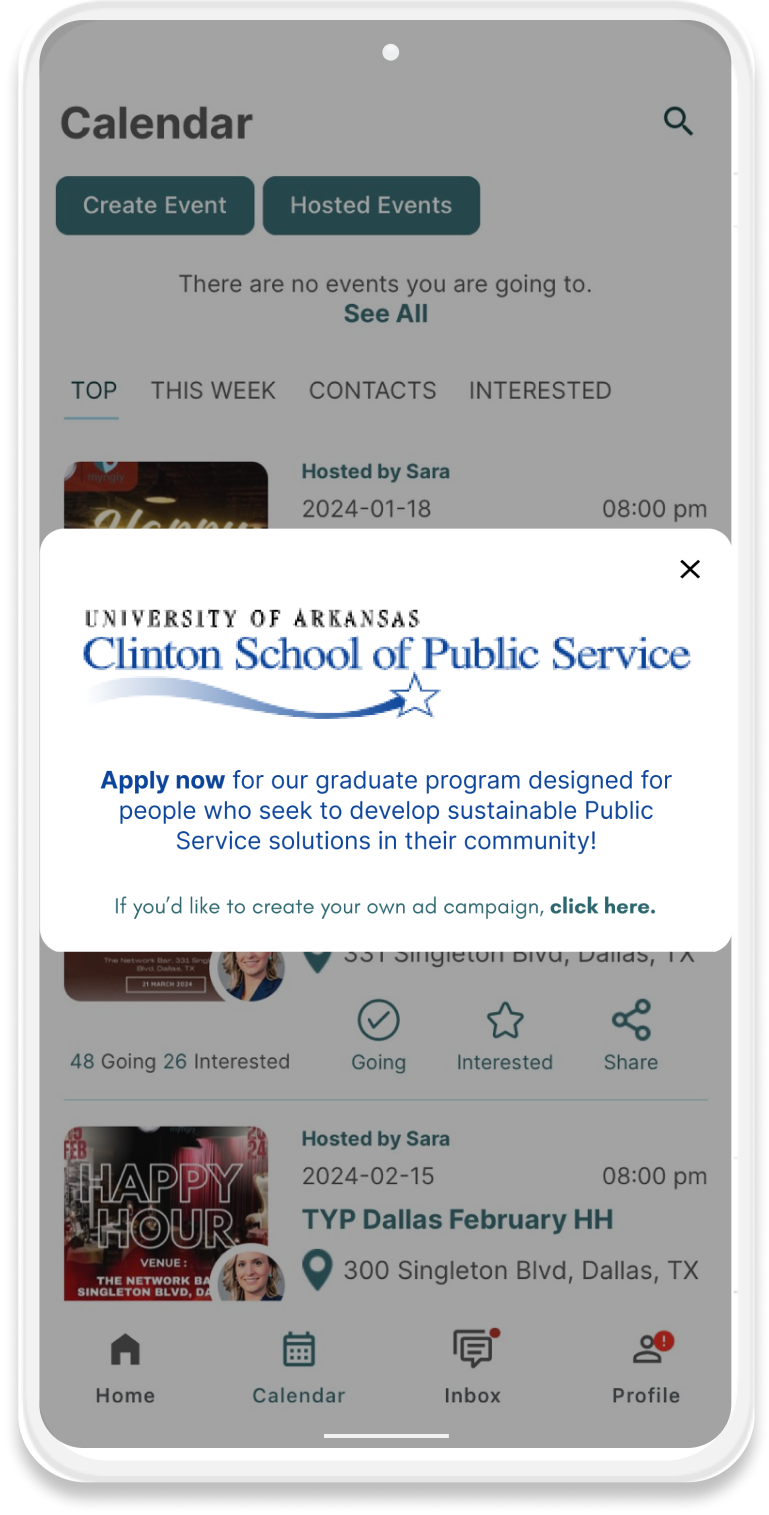 Calendar
Create Event
Hosted Events
There are no events you are going to.
See All
TOP
THIS WEEK
CONTACTS
INTERESTED
myngly
Happy
Hosted by Sara
2024-01-18
08:00 pm
UNIVERSITY OF ARKANSAS
Clinton School of Public Service
Apply now for our graduate program designed for
people who seek to develop sustainable Public
Service solutions in their community!
If you’d like to create your own ad campaign, click here.
The Network Bar, 331 Sing
Blvd, Dallas, TX
21 MARCH 2024
331 Singleton Blvd, Dallas, TX
48 Going 26 Interested
Going
Interested
Share
FEB
24
HAPPY
HOUR
VENUE :
THE NETWORK BA
SINGLETON BLVD, DA
Hosted by Sara
2024-02-15
08:00 pm
TYP Dallas February HH
300 Singleton Blvd, Dallas, TX
Home
Calendar
Inbox
Profile